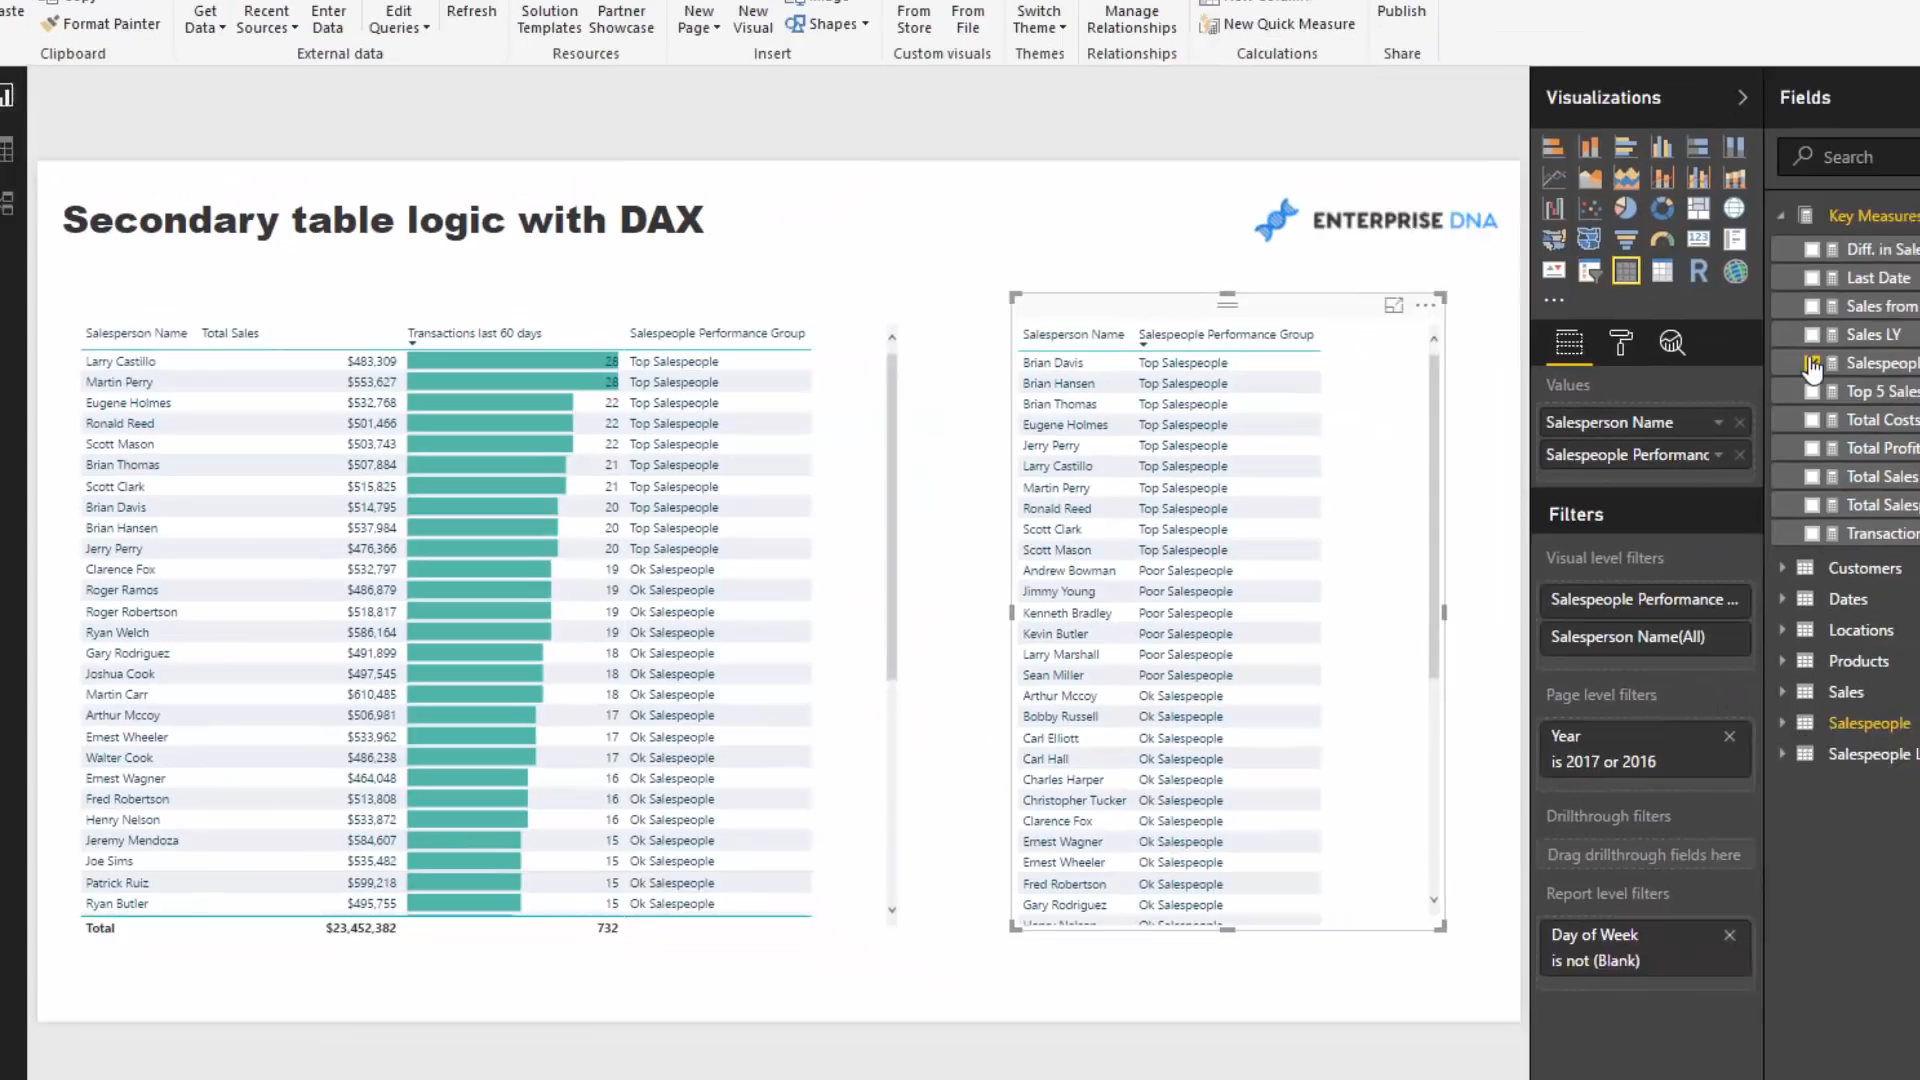 Format Painter
Clipboard
Get Data
Recent Sources
Enter Data
External data
Edit Queries
Refresh
Solution Templates
Partner Showcase
Resources
New Page
New Visual
Shapes
Insert
From Store
From File
Custom visuals
Switch Theme
Themes
Manage Relationships
Relationships
New Quick Measure
Calculations
Publish
Share
Secondary table logic with DAX
ENTERPRISE DNA
Salesperson Name Total Sales Transactions last 60 days Salespeople Performance Group
Larry Castillo $483,309 28 Top Salespeople
Martin Perry $553,627 28 Top Salespeople
Eugene Holmes $532,768 22 Top Salespeople
Ronald Reed $501,466 22 Top Salespeople
Scott Mason $503,743 22 Top Salespeople
Brian Thomas $507,884 21 Top Salespeople
Scott Clark $515,825 21 Top Salespeople
Brian Davis $514,795 20 Top Salespeople
Brian Hansen $537,984 20 Top Salespeople
Jerry Perry $476,366 20 Top Salespeople
Clarence Fox $532,797 19 Ok Salespeople
Roger Ramos $486,879 19 Ok Salespeople
Roger Robertson $518,817 19 Ok Salespeople
Ryan Welch $586,164 19 Ok Salespeople
Gary Rodriguez $491,899 18 Ok Salespeople
Joshua Cook $497,545 18 Ok Salespeople
Martin Carr $610,485 18 Ok Salespeople
Arthur Mccoy $506,981 17 Ok Salespeople
Ernest Wheeler $533,962 17 Ok Salespeople
Walter Cook $486,238 17 Ok Salespeople
Ernest Wagner $464,048 16 Ok Salespeople
Fred Robertson $513,808 16 Ok Salespeople
Henry Nelson $533,872 16 Ok Salespeople
Jeremy Mendoza $584,607 15 Ok Salespeople
Joe Sims $535,482 15 Ok Salespeople
Patrick Ruiz $599,218 15 Ok Salespeople
Ryan Butler $495,755 15 Ok Salespeople
Total $23,452,382 732
Salesperson Name Salespeople Performance Group
Brian Davis Top Salespeople
Brian Hansen Top Salespeople
Brian Thomas Top Salespeople
Eugene Holmes Top Salespeople
Jerry Perry Top Salespeople
Larry Castillo Top Salespeople
Martin Perry Top Salespeople
Ronald Reed Top Salespeople
Scott Clark Top Salespeople
Scott Mason Top Salespeople
Andrew Bowman Poor Salespeople
Jimmy Young Poor Salespeople
Kenneth Bradley Poor Salespeople
Kevin Butler Poor Salespeople
Larry Marshall Poor Salespeople
Sean Miller Poor Salespeople
Arthur Mccoy Ok Salespeople
Bobby Russell Ok Salespeople
Carl Elliott Ok Salespeople
Carl Hall Ok Salespeople
Charles Harper Ok Salespeople
Christopher Tucker Ok Salespeople
Clarence Fox Ok Salespeople
Ernest Wagner Ok Salespeople
Ernest Wheeler Ok Salespeople
Fred Robertson Ok Salespeople
Gary Rodriguez Ok Salespeople
Visualizations
123
R
Values
Salesperson Name
Salespeople Performanc
Filters
Visual level filters
Salespeople Performance ...
Salesperson Name(All)
Page level filters
Year
is 2017 or 2016
Drillthrough filters
Drag drillthrough fields here
Report level filters
Day of Week
is not (Blank)
Fields
Search
Key Measures
Diff. in Sale
Last Date
Sales from
Sales LY
Salespeopl
Top 5 Sales
Total Costs
Total Profit
Total Sales
Total Sales
Transaction
Customers
Dates
Locations
Products
Sales
Salespeople
Salespeople L